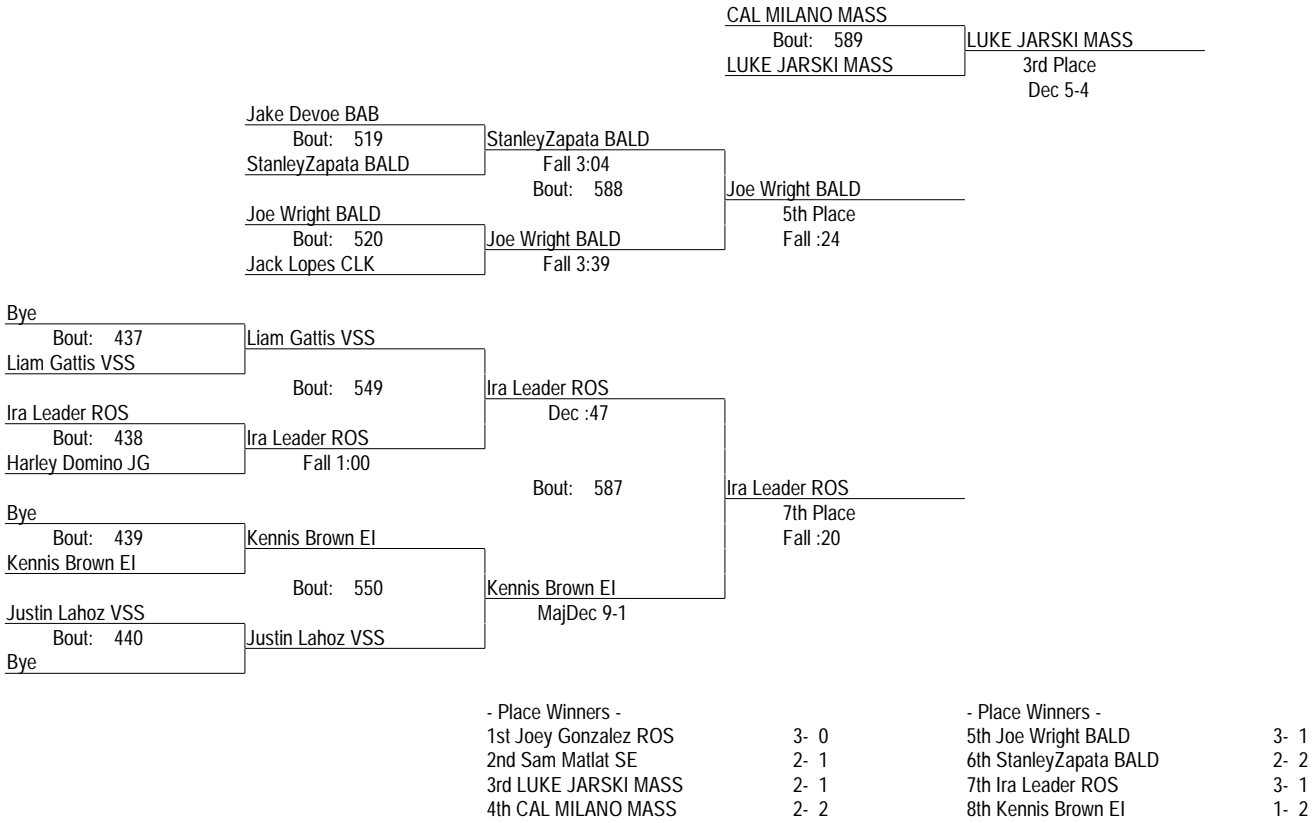 CAL MILANO MASS
Bout: 589 LUKE JARSKI MASS
LUKE JARSKI MASS 3rd Place
Dec 5-4
Jake Devoe BAB
Bout: 519 StanleyZapata BALD
StanleyZapata BALD Fall 3:04
Bout: 588 Joe Wright BALD
Joe Wright BALD 5th Place
Bout: 520 Joe Wright BALD Fall :24
Jack Lopes CLK Fall 3:39
Bye
Bout: 437 Liam Gattis VSS
Liam Gattis VSS
Bout: 549 Ira Leader ROS
Ira Leader ROS Dec :47
Bout: 438 Ira Leader ROS
Harley Domino JG Fall 1:00
Bout: 587 Ira Leader ROS
Bye 7th Place
Bout: 439 Kennis Brown EI Fall :20
Kennis Brown EI
Bout: 550 Kennis Brown EI
Justin Lahoz VSS MajDec 9-1
Bout: 440 Justin Lahoz VSS
Bye
- Place Winners - - Place Winners -
1st Joey Gonzalez ROS 3- 0 5th Joe Wright BALD 3- 1
2nd Sam Matlat SE 2- 1 6th StanleyZapata BALD 2- 2
3rd LUKE JARSKI MASS 2- 1 7th Ira Leader ROS 3- 1
4th CAL MILANO MASS 2- 2 8th Kennis Brown EI 1- 2